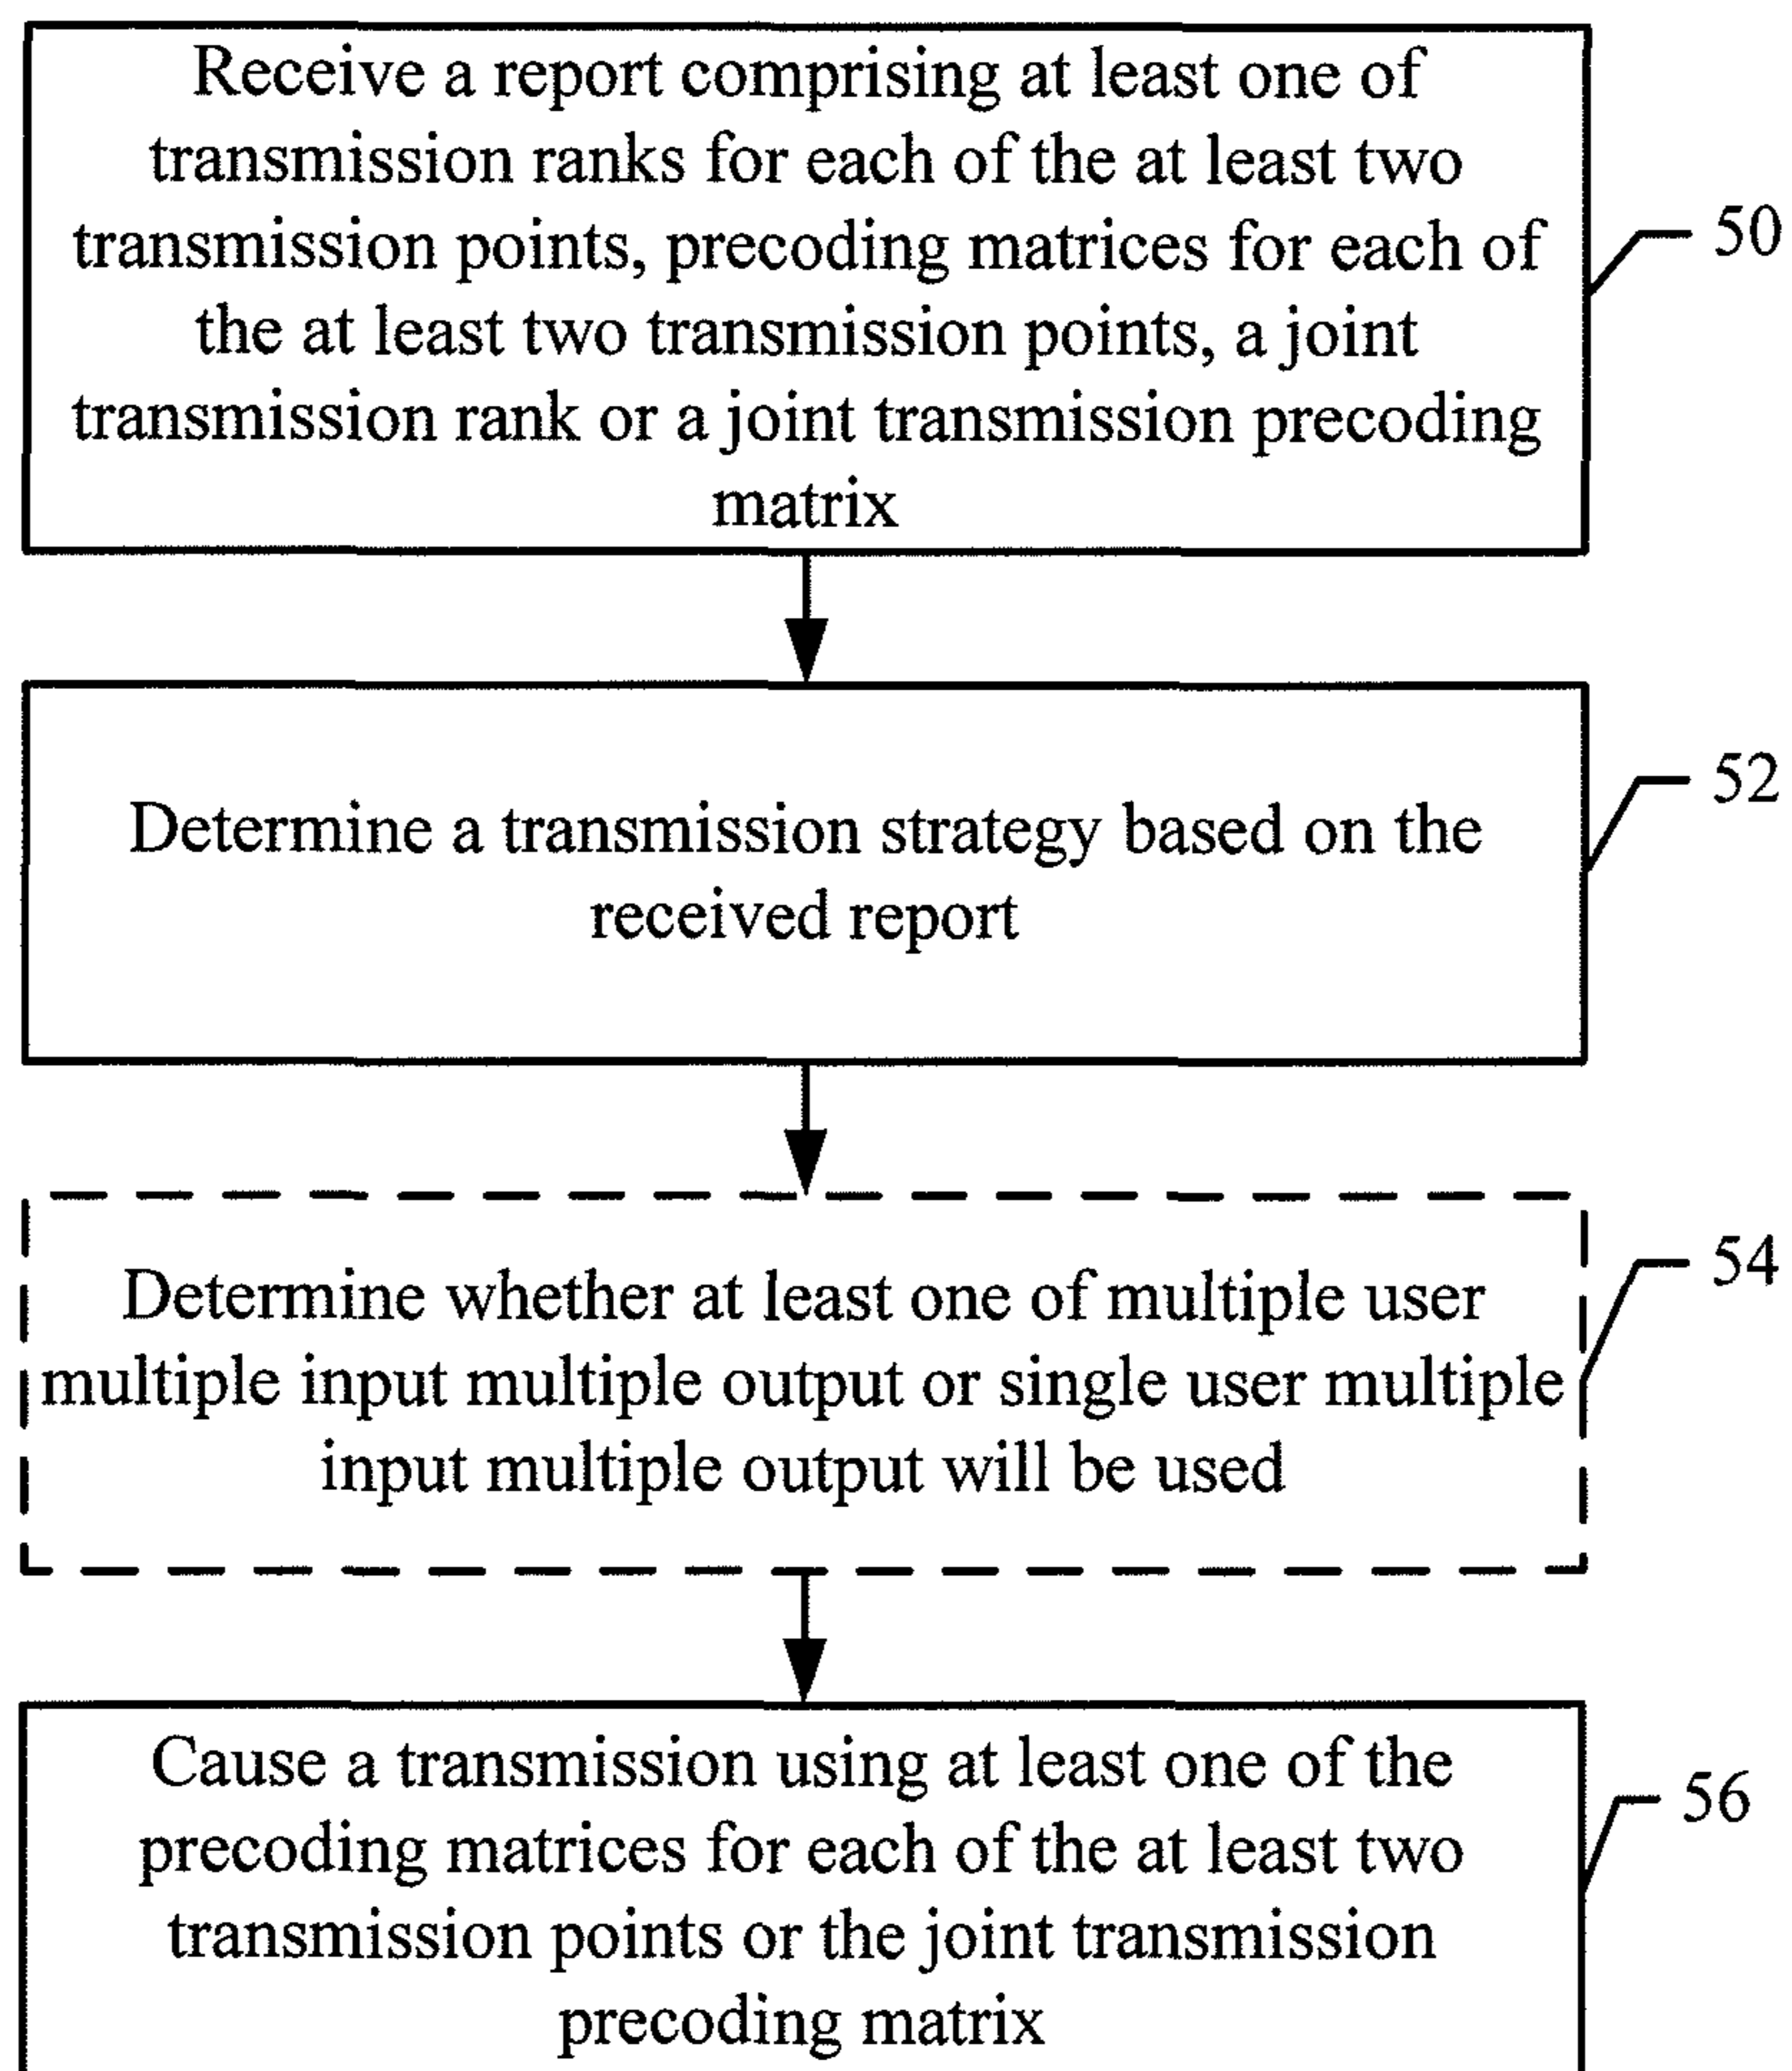 Receive a report comprising at least one of
transmission ranks for each of the at least two
transmission points, precoding matrices for each of
the at least two transmission points, a joint
transmission rank or a joint transmission precoding
matrix
50
Determine a transmission strategy based on the
received report
52
Determine whether at least one of multiple user
multiple input multiple output or single user multiple
input multiple output will be used
54
Cause a transmission using at least one of the
precoding matrices for each of the at least two
transmission points or the joint transmission
precoding matrix
56